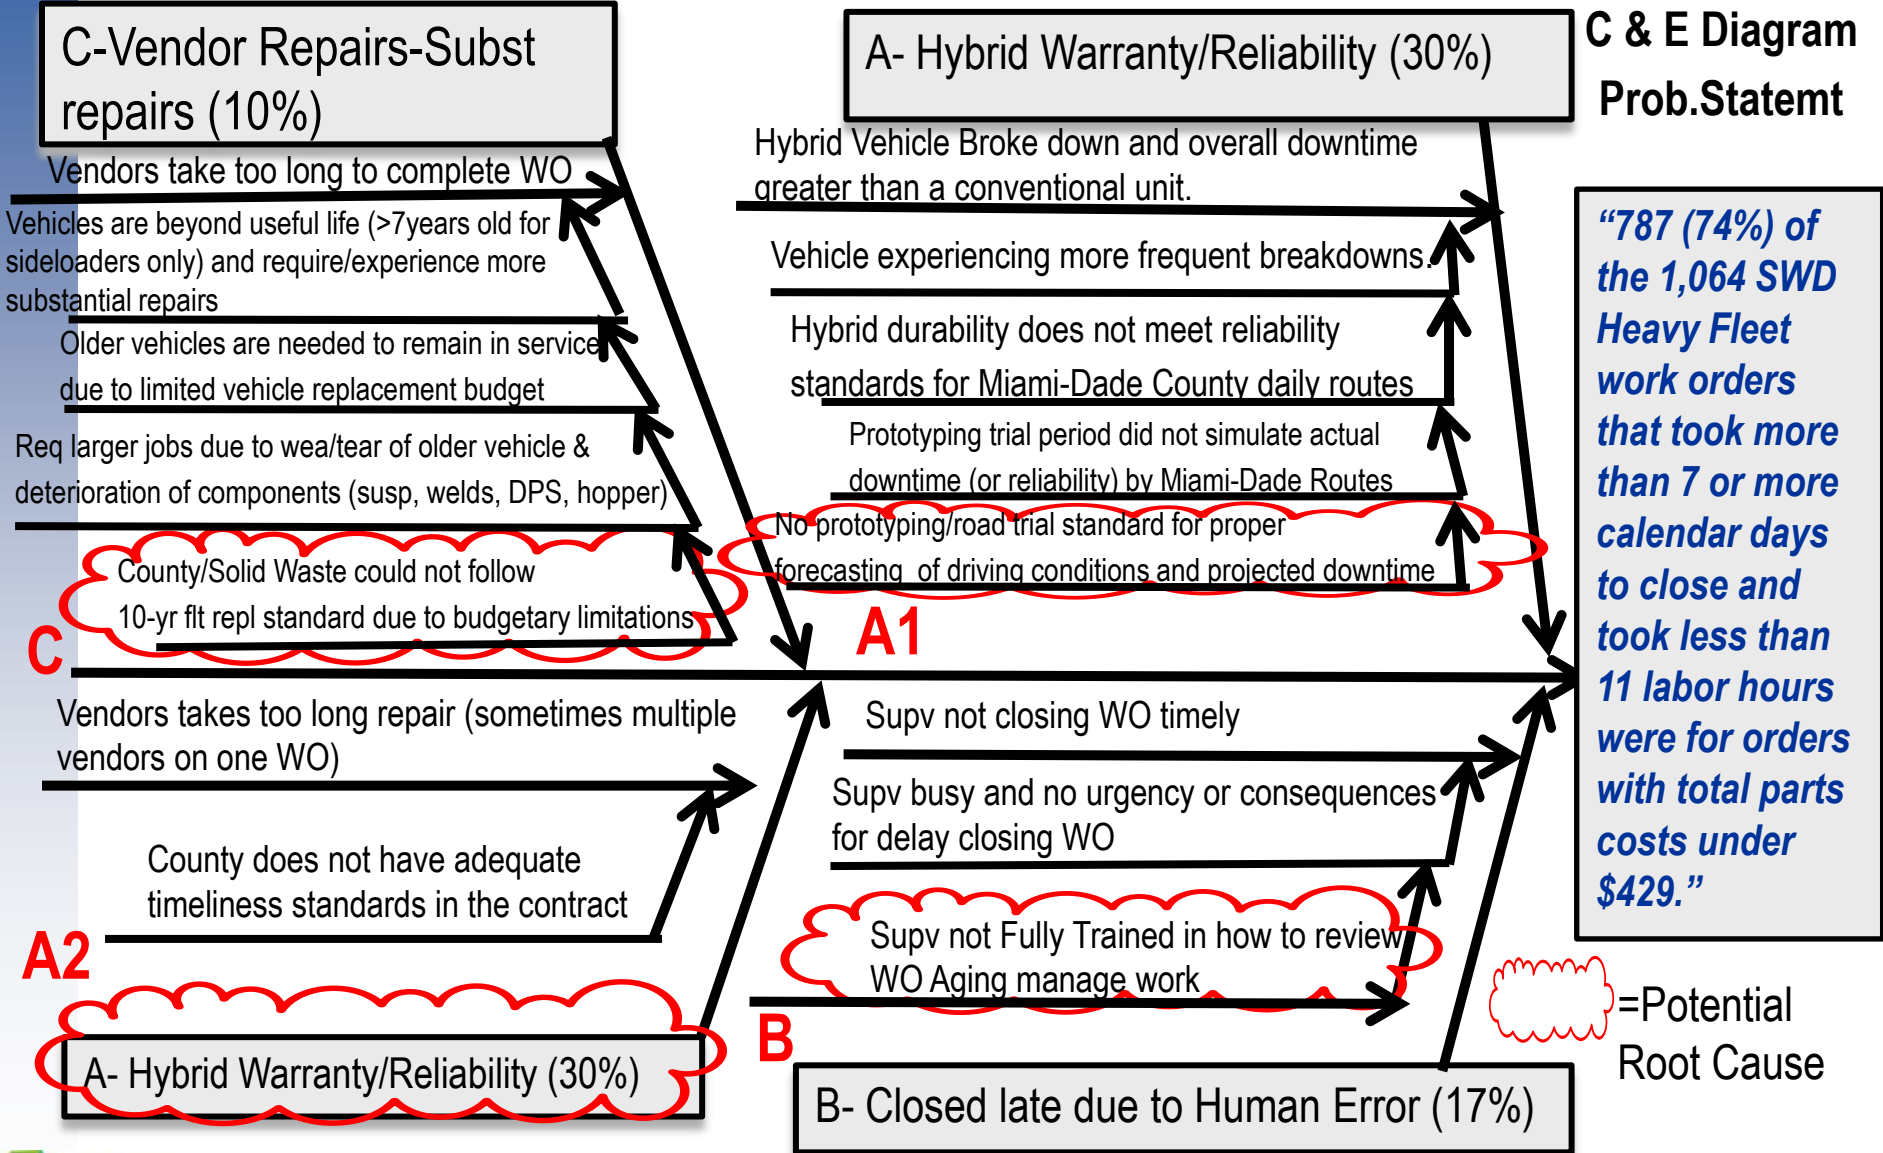 C-Vendor Repairs-Subst
repairs (10%)
Vendors take too long to complete WO
Vehicles are beyond useful life (>7years old for
sideloaders only) and require/experience more
substantial repairs
Older vehicles are needed to remain in service
due to limited vehicle replacement budget
Req larger jobs due to wea/tear of older vehicle &
deterioration of components (susp, welds, DPS, hopper)
County/Solid Waste could not follow
10-yr flt repl standard due to budgetary limitations
C
A- Hybrid Warranty/Reliability (30%)
Hybrid Vehicle Broke down and overall downtime
greater than a conventional unit.
Vehicle experiencing more frequent breakdowns.
Hybrid durability does not meet reliability
standards for Miami-Dade County daily routes
Prototyping trial period did not simulate actual
downtime (or reliability) by Miami-Dade Routes
No prototyping/road trial standard for proper
forecasting of driving conditions and projected downtime
A1
C & E Diagram
Prob.Statemt
“787 (74%) of
the 1,064 SWD
Heavy Fleet
work orders
that took more
than 7 or more
calendar days
to close and
took less than
11 labor hours
were for orders
with total parts
costs under
$429.”
Vendors takes too long repair (sometimes multiple
vendors on one WO)
County does not have adequate
timeliness standards in the contract
A2
A- Hybrid Warranty/Reliability (30%)
Supv not closing WO timely
Supv busy and no urgency or consequences
for delay closing WO
Supv not Fully Trained in how to review
WO Aging manage work
B
B- Closed late due to Human Error (17%)
=Potential
Root Cause